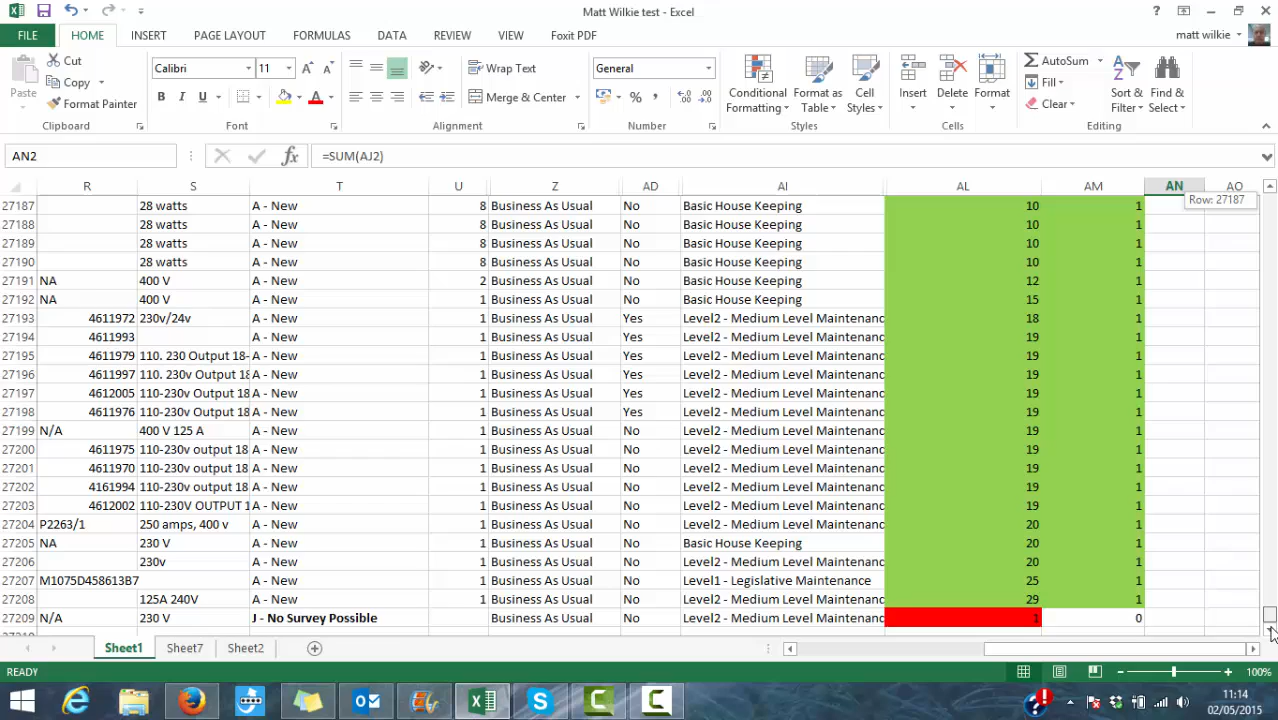 Matt Wilkie test - Excel
FILE HOME INSERT PAGE LAYOUT FORMULAS DATA REVIEW VIEW Foxit PDF matt wilkie
Paste Cut Copy Format Painter
Calibri 11 B I U A
Wrap Text Merge & Center
General % ,
Conditional Formatting Format as Table Cell Styles
Insert Delete Format
AutoSum Fill Clear Sort & Filter Find & Select
Clipboard Font Alignment Number Styles Cells Editing
AN2 fx =SUM(AJ2)
R S T U Z AD AI AL AM AN AO
Row: 27187
27187 28 watts A - New 8 Business As Usual No Basic House Keeping 10 1
27188 28 watts A - New 8 Business As Usual No Basic House Keeping 10 1
27189 28 watts A - New 8 Business As Usual No Basic House Keeping 10 1
27190 28 watts A - New 8 Business As Usual No Basic House Keeping 10 1
27191 NA 400 V A - New 2 Business As Usual No Basic House Keeping 12 1
27192 NA 400 V A - New 1 Business As Usual No Basic House Keeping 15 1
27193 4611972 230v/24v A - New 1 Business As Usual Yes Level2 - Medium Level Maintenanc 18 1
27194 4611993 A - New 1 Business As Usual Yes Level2 - Medium Level Maintenanc 19 1
27195 4611979 110. 230 Output 18- A - New 1 Business As Usual Yes Level2 - Medium Level Maintenanc 19 1
27196 4611997 110. 230v Output 18 A - New 1 Business As Usual Yes Level2 - Medium Level Maintenanc 19 1
27197 4612005 110-230v Output 18 A - New 1 Business As Usual Yes Level2 - Medium Level Maintenanc 19 1
27198 4611976 110-230v Output 18 A - New 1 Business As Usual Yes Level2 - Medium Level Maintenanc 19 1
27199 N/A 400 V 125 A A - New 1 Business As Usual No Level2 - Medium Level Maintenanc 19 1
27200 4611975 110-230v output 18 A - New 1 Business As Usual No Level2 - Medium Level Maintenanc 19 1
27201 4611970 110-230v output 18 A - New 1 Business As Usual No Level2 - Medium Level Maintenanc 19 1
27202 4161994 110-230v output 18 A - New 1 Business As Usual No Level2 - Medium Level Maintenanc 19 1
27203 4612002 110-230V OUTPUT 1 A - New 1 Business As Usual No Level2 - Medium Level Maintenanc 19 1
27204 P2263/1 250 amps, 400 v A - New 1 Business As Usual No Level2 - Medium Level Maintenanc 20 1
27205 NA 230 V A - New 1 Business As Usual No Basic House Keeping 20 1
27206 230v A - New 1 Business As Usual No Level2 - Medium Level Maintenanc 20 1
27207 M1075D458613B7 A - New 1 Business As Usual No Level1 - Legislative Maintenance 25 1
27208 125A 240V A - New 1 Business As Usual No Level2 - Medium Level Maintenanc 29 1
27209 N/A 230 V J - No Survey Possible Business As Usual No Level2 - Medium Level Maintenanc 1 0
Sheet1 Sheet7 Sheet2
READY 100%
11:14
02/05/2015